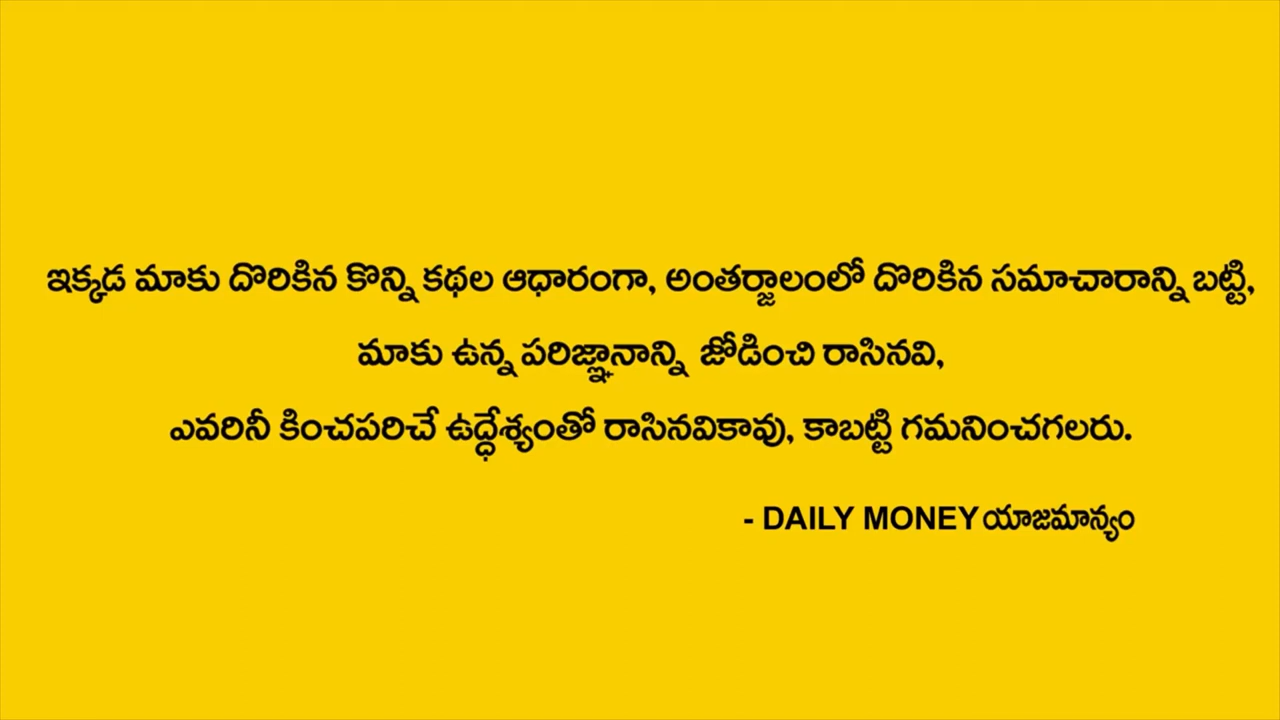 ఇక్కడ మాకు దొరికిన కొన్ని కథల ఆధారంగా, అంతర్జాలంలో దొరికిన సమాచారాన్ని బట్టి,
మాకు ఉన్న పరిజ్ఞానాన్ని జోడించి రాసినవి,
ఎవరినీ కించపరిచే ఉద్ధేశ్యంతో రాసినవికావు, కాబట్టి గమనించగలరు.
- DAILY MONEY యాజమాన్యం